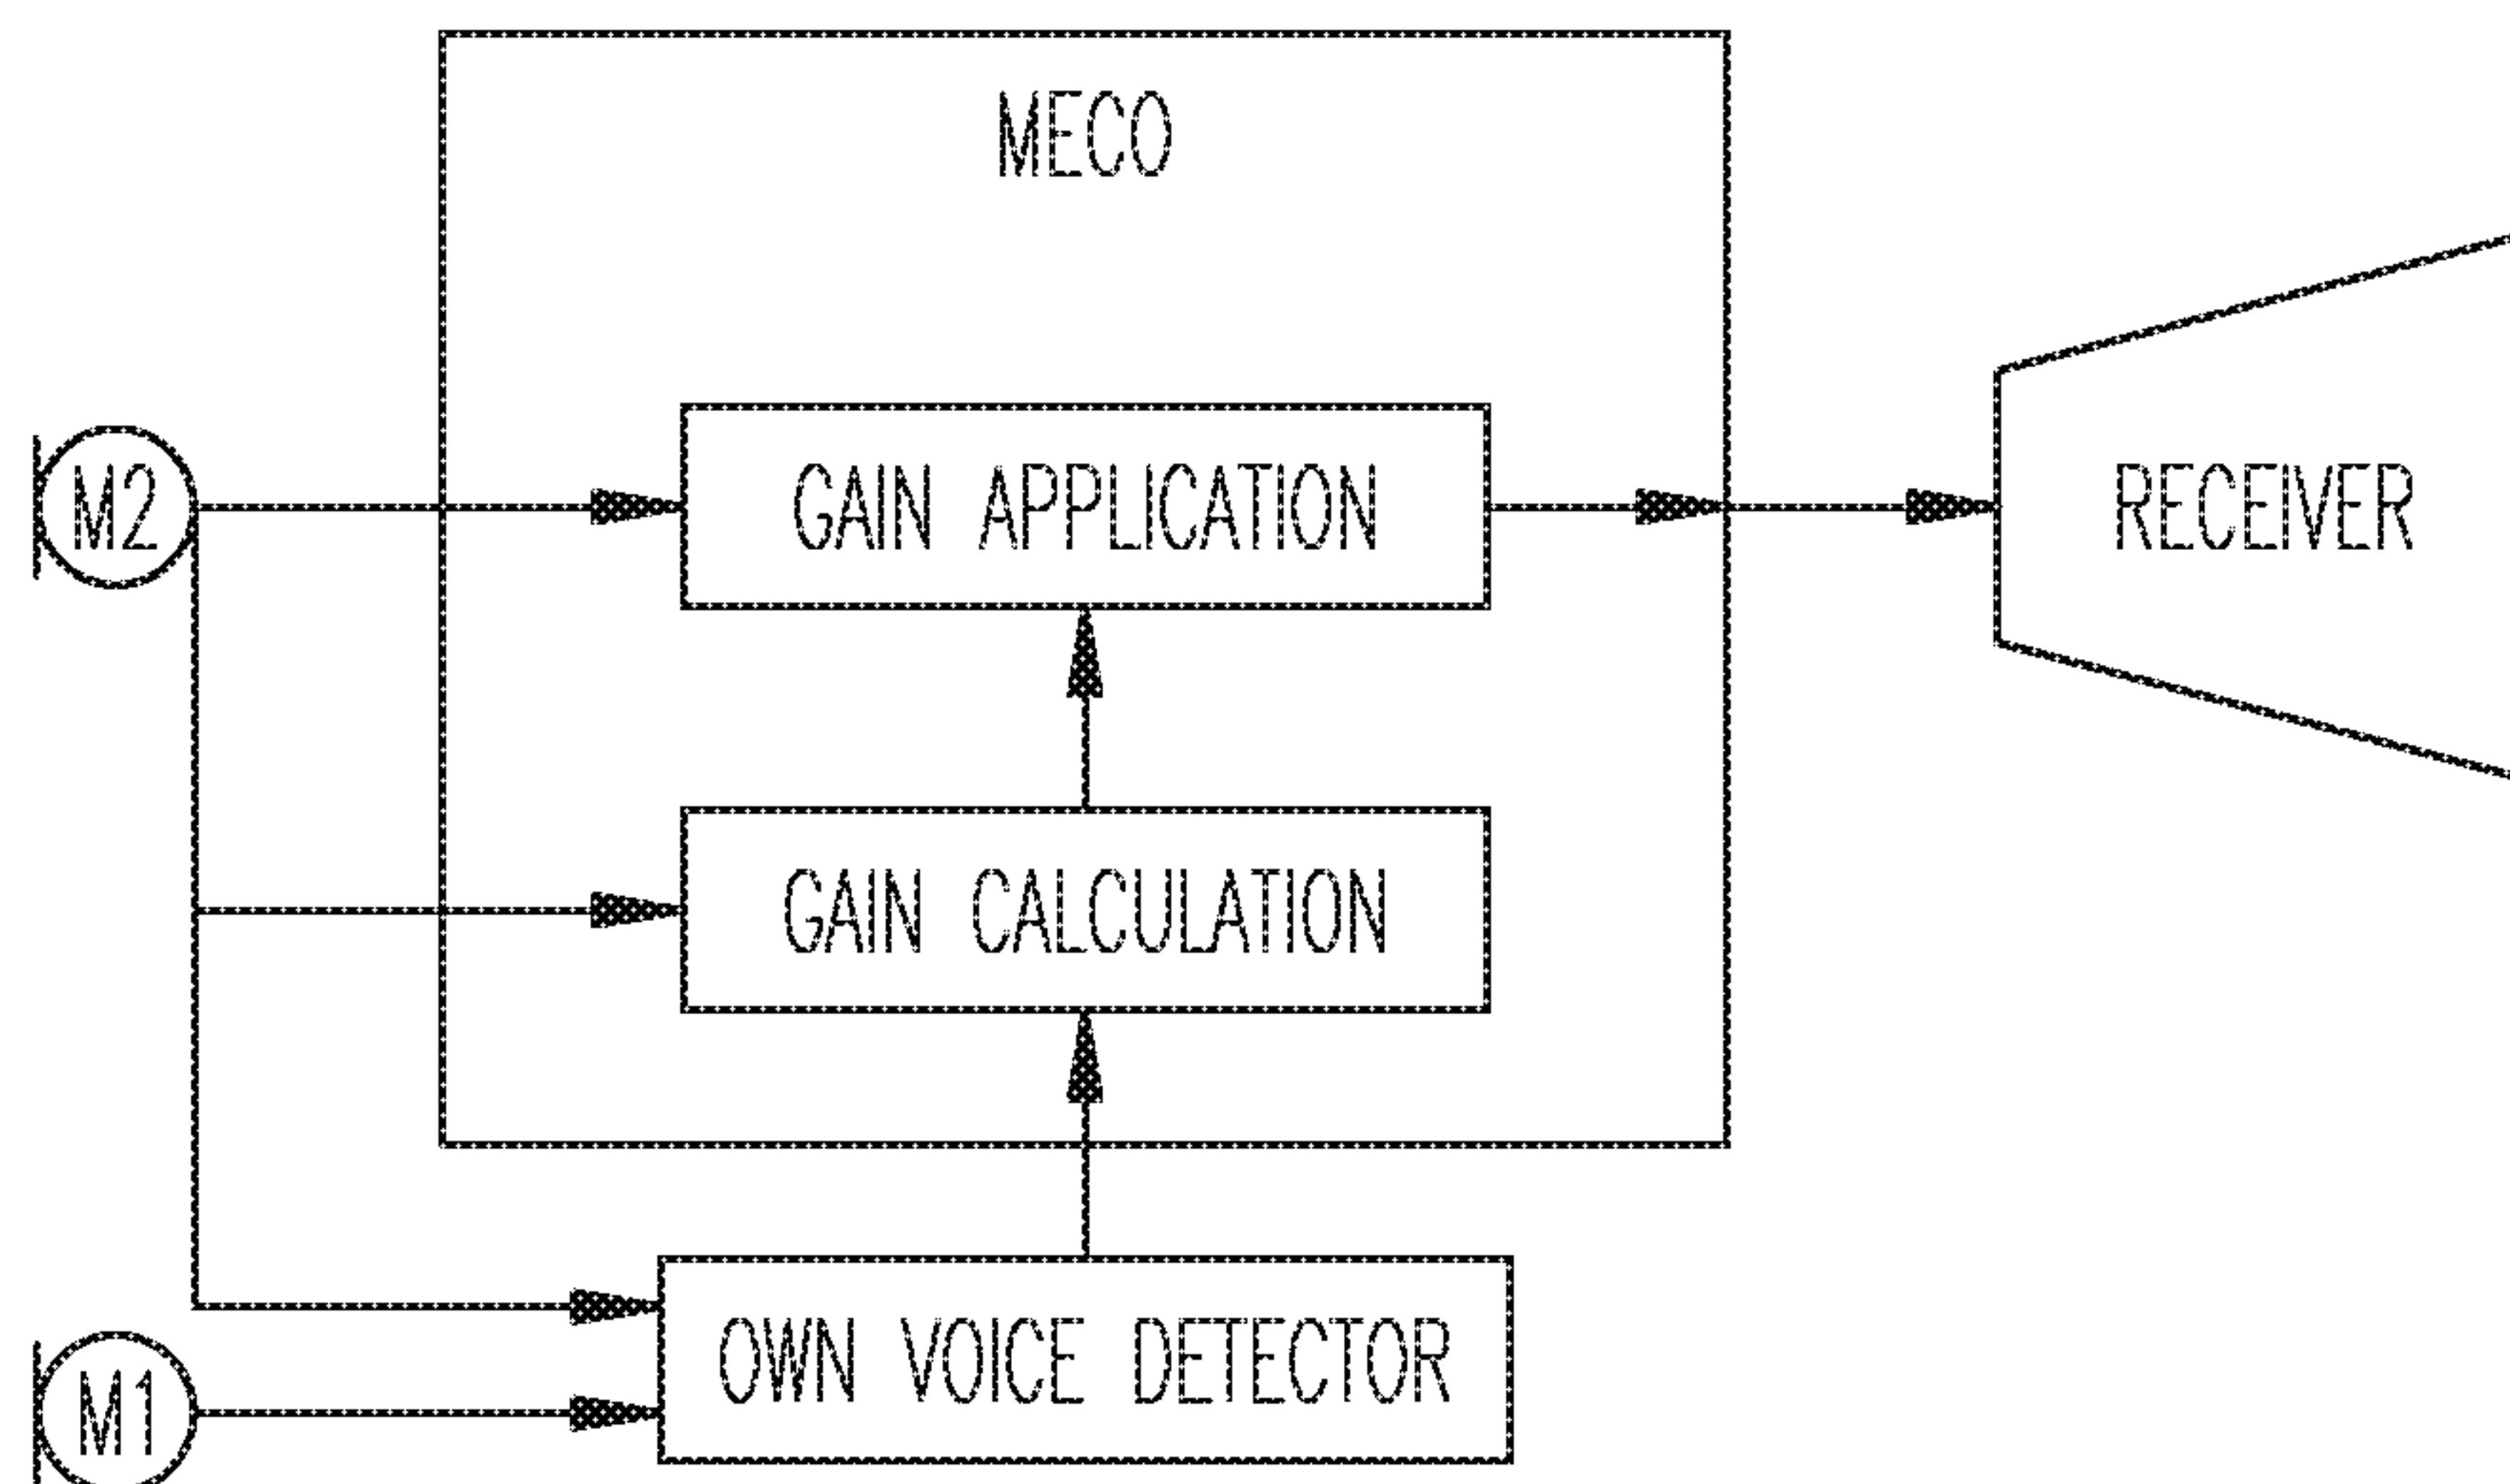 MECO
M2
GAIN APPLICATION
RECEIVER
GAIN CALCULATION
OWN VOICE DETECTOR
M1